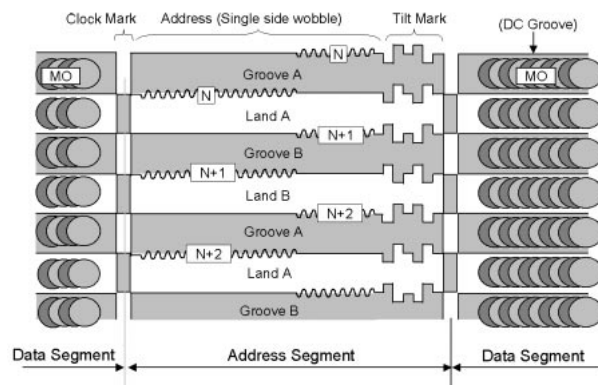 Clock Mark
Address (Single side wobble)
Tilt Mark
(DC Groove)
N
MO
Groove A
MO
N
Land A
N+1
Groove B
N+1
Land B
N+2
Groove A
N+2
Land A
Groove B
Data Segment
Address Segment
Data Segment